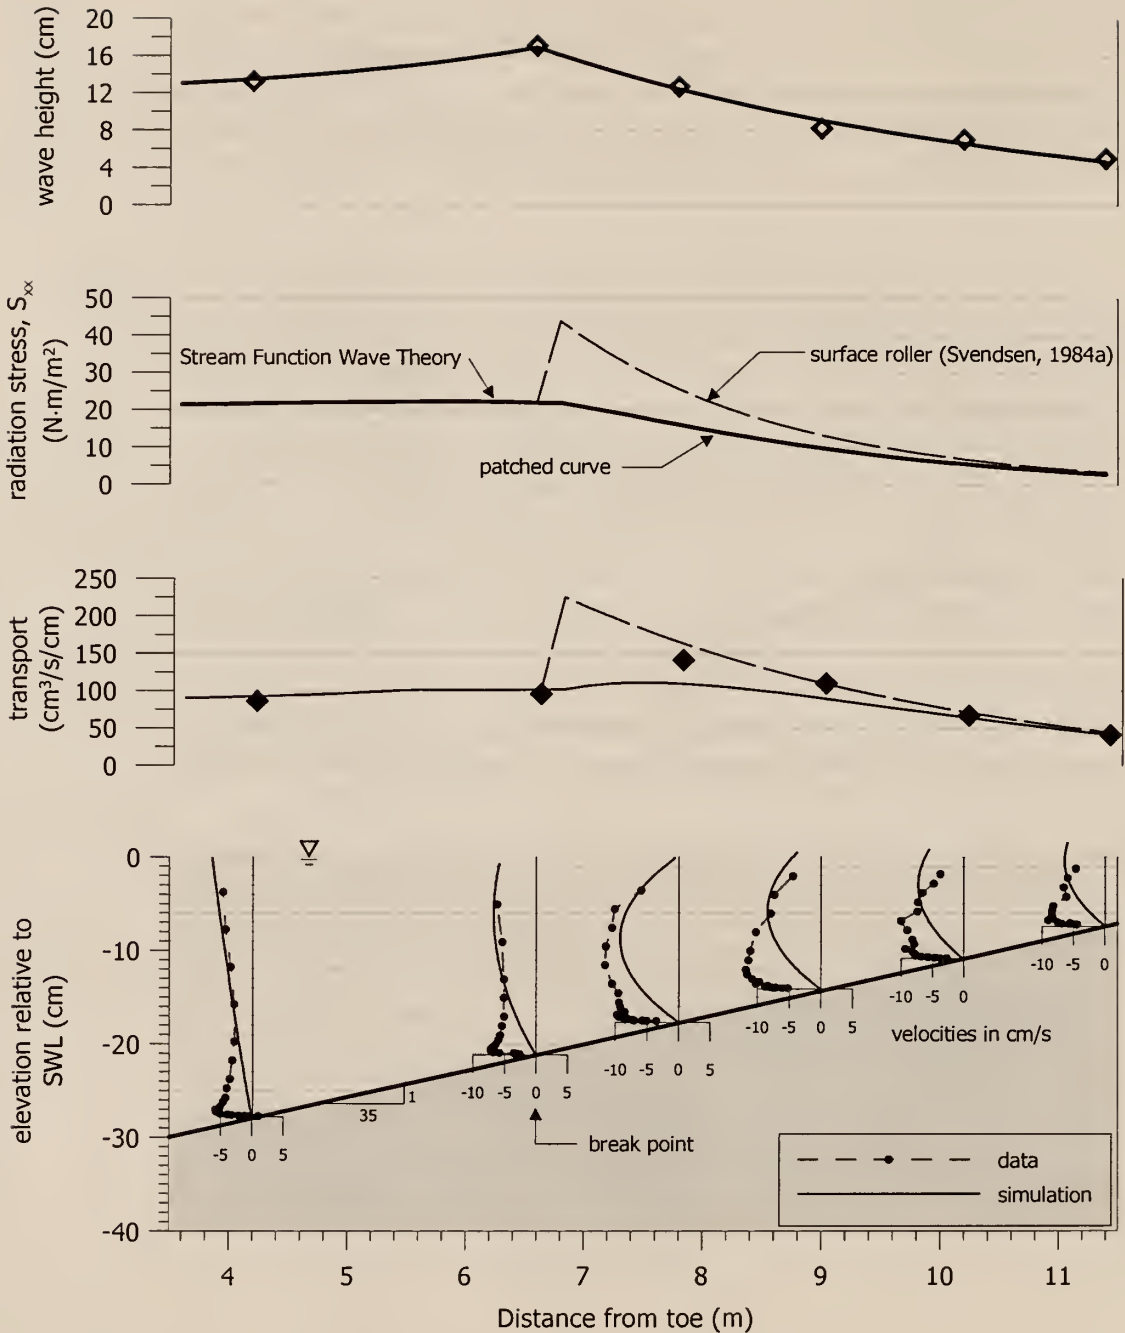 wave height (cm)
20
16
12
8
4
0
radiation stress, Sxx
(N·m/m²)
50
40
30
20
10
0
Stream Function Wave Theory
surface roller (Svendsen, 1984a)
patched curve
transport
(cm³/s/cm)
250
200
150
100
50
0
elevation relative to
SWL (cm)
0
-10
-20
-30
-40
-5 0 5
-10 -5 0 5
-10 -5 0 5
-10 -5 0 5
-10 -5 0
-10 -5 0
velocities in cm/s
1
35
break point
data
simulation
4 5 6 7 8 9 10 11
Distance from toe (m)